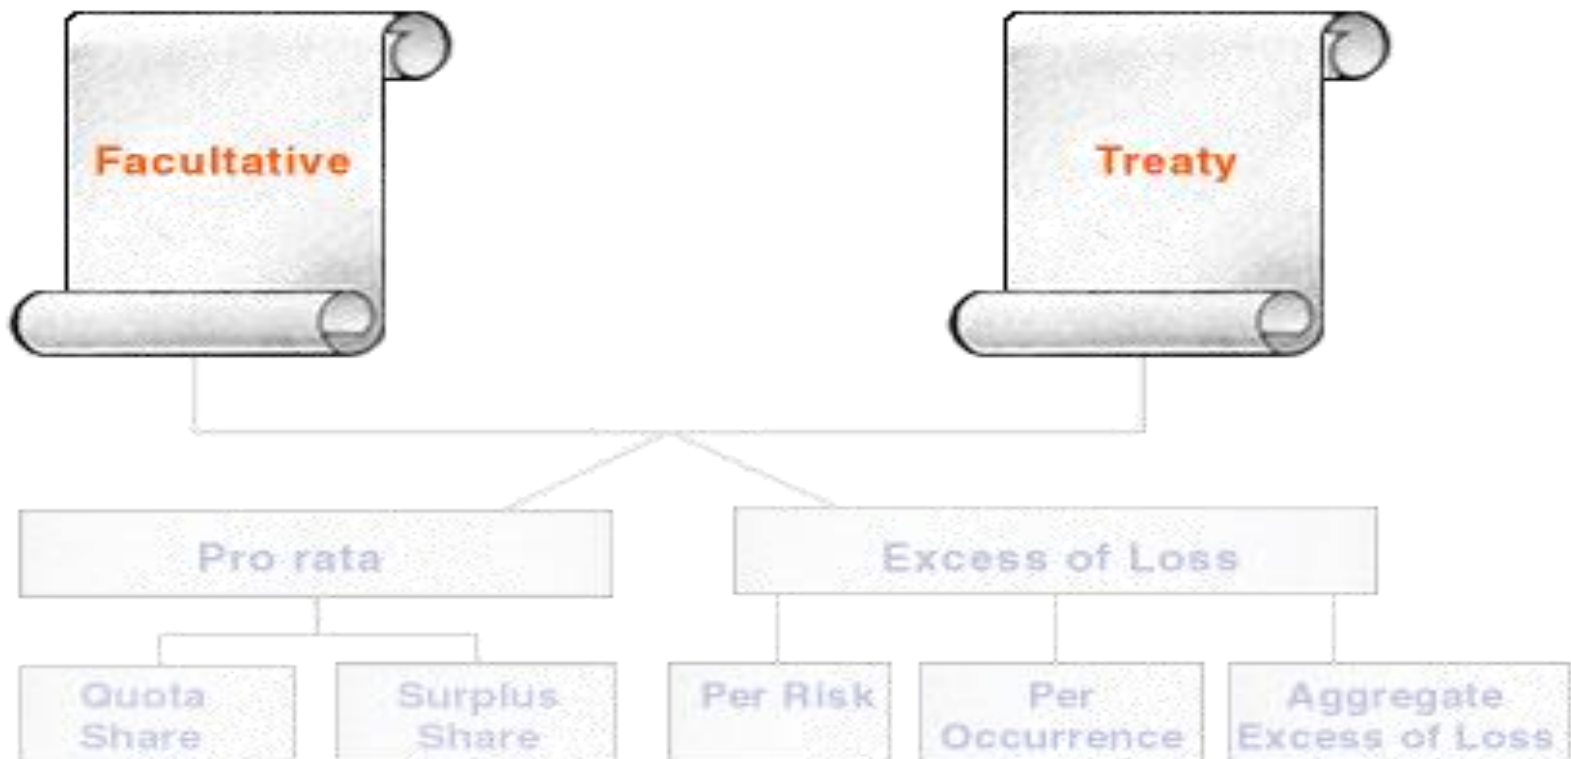 Facultative
Treaty
Pro rata
Excess of Loss
Quota
Share
Surplus
Share
Per Risk
Per
Occurrence
Aggregate
Excess of Loss